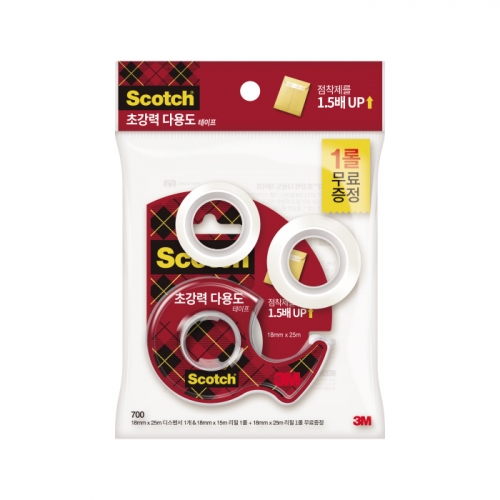 Scotch
초강력 다용도 테이프
점착제를
1.5배 UP
1롤
무료
증정
Scotch
초강력 다용도
테이프
점착제를
1.5배 UP
18mm x 25m
Scotch
700
18mm x 25m 디스펜서 1개 & 18mm x 15m 리필 1롤 + 18mm x 25m 리필 1롤 무료증정
3M